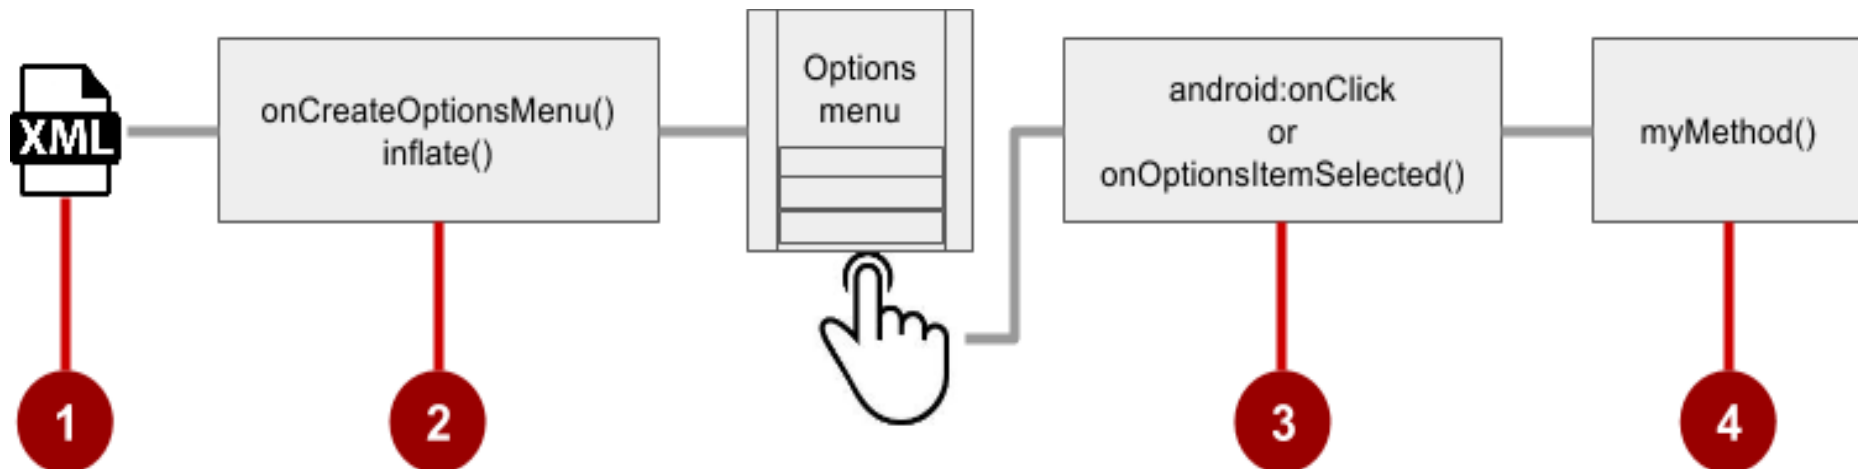 XML
onCreateOptionsMenu()
inflate()
Options
menu
android:onClick
or
onOptionsItemSelected()
myMethod()
1
2
3
4